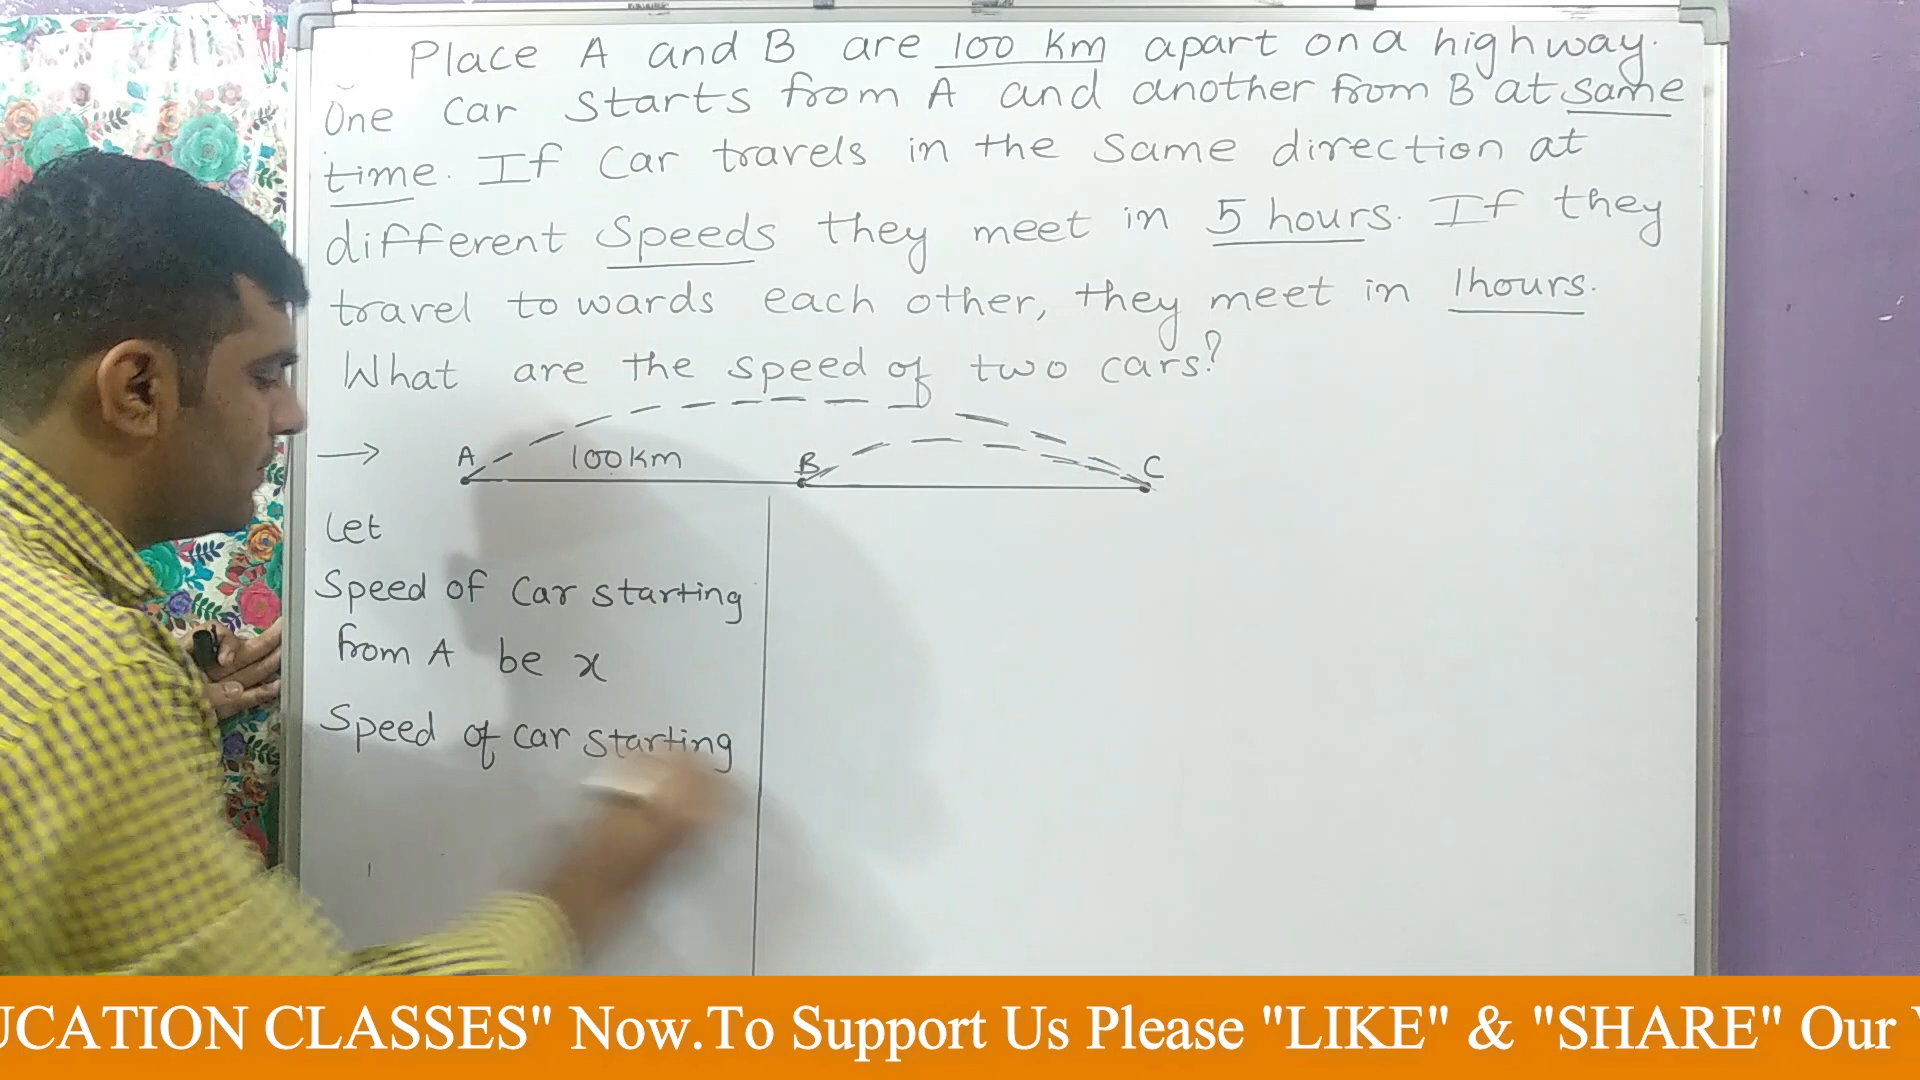 Place A and B are 100 km apart on a highway.
One car starts from A and another from B at same
time. If car travels in the same direction at
different speeds they meet in 5 hours. If they
travel towards each other, they meet in 1hours.
What are the speed of two cars?
→ A 100km B C
Let
Speed of car starting
from A be x
Speed of car starting
UCATION CLASSES" Now.To Support Us Please "LIKE" & "SHARE" Our